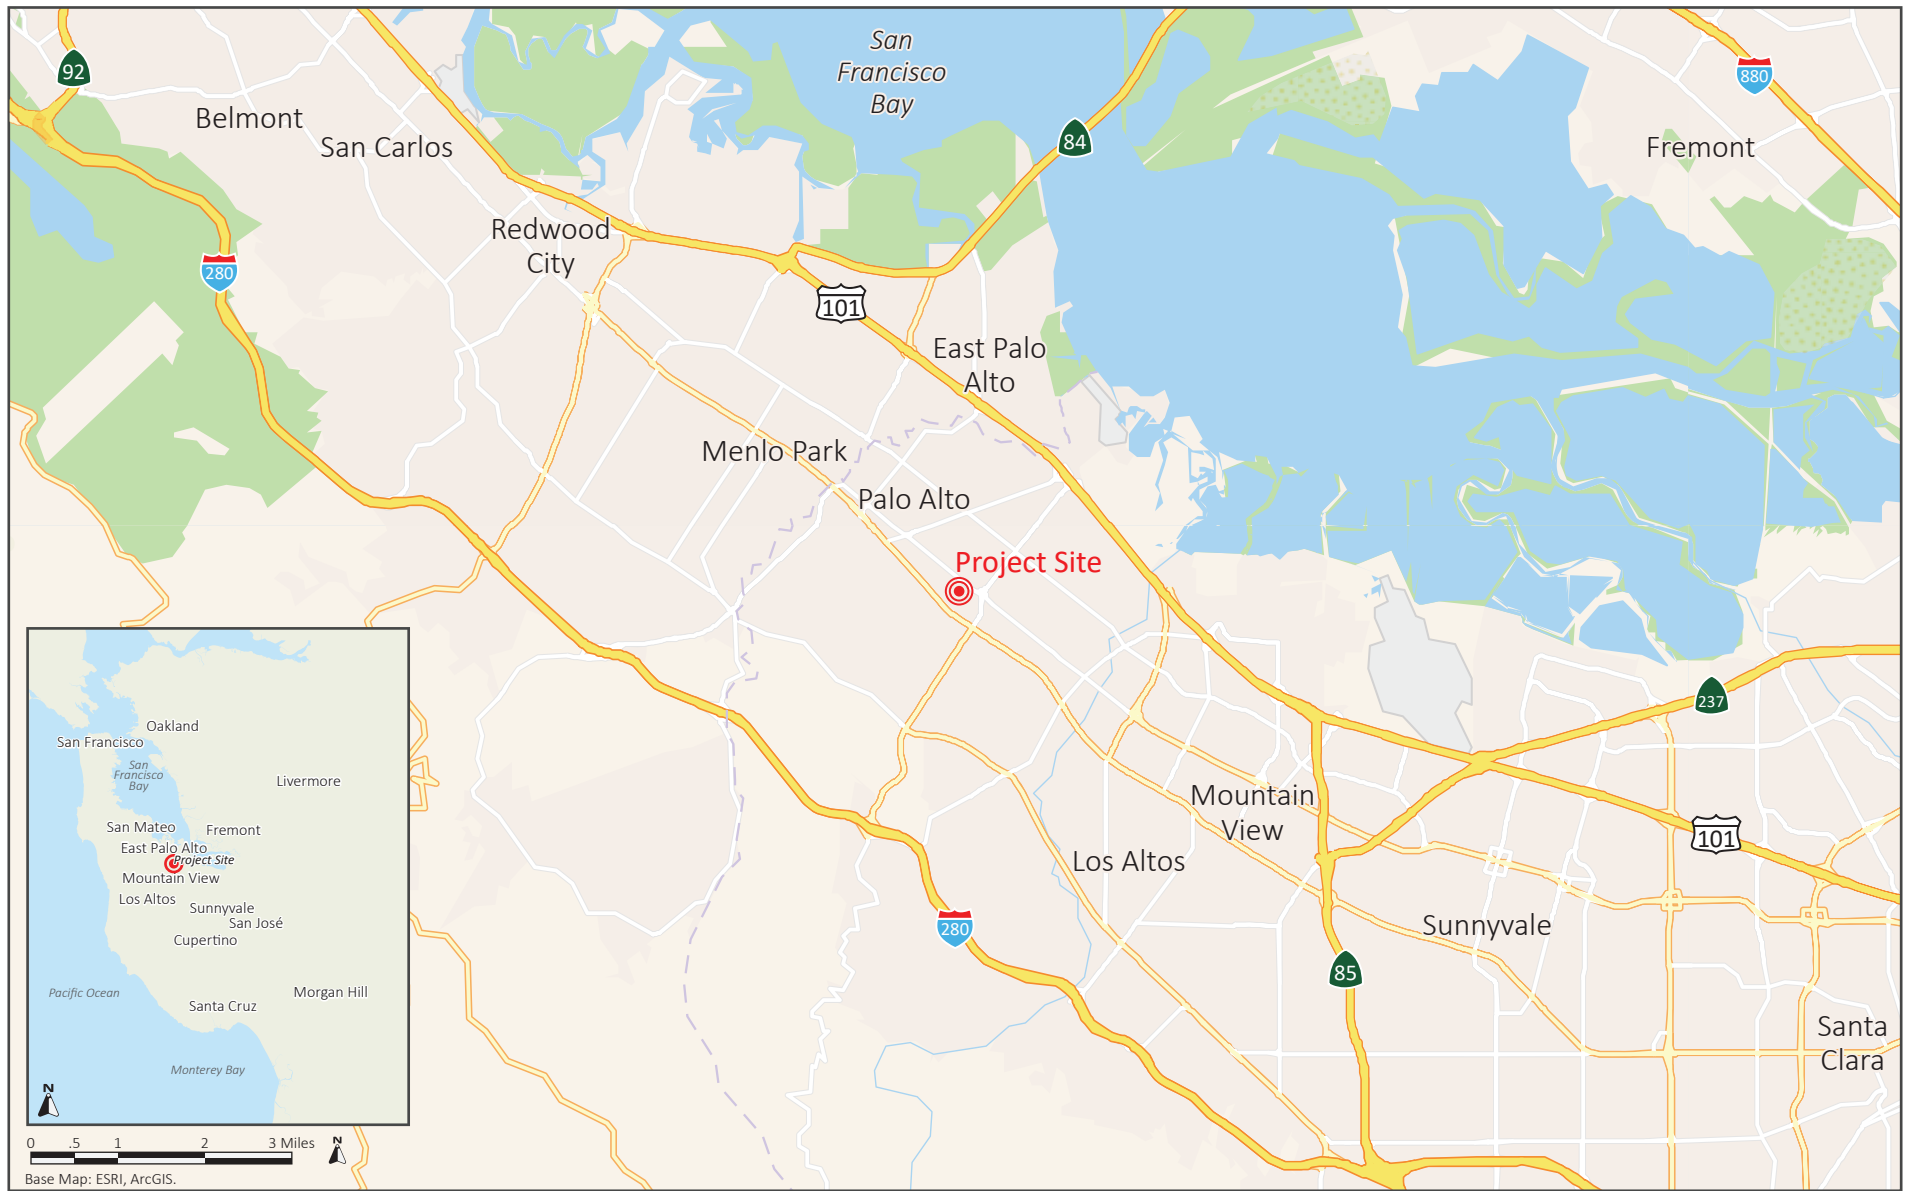 San
Francisco
Bay
92
880
Belmont
84
San Carlos
Fremont
Redwood
City
280
101
East Palo
Alto
Menlo Park
Palo Alto
Project Site
237
Mountain
View
101
Los Altos
Sunnyvale
280
85
Santa
Clara
Oakland
San Francisco
San
Francisco
Bay
Livermore
San Mateo
Fremont
East Palo Alto
Project Site
Mountain View
Los Altos
Sunnyvale
San José
Cupertino
Pacific Ocean
Morgan Hill
Santa Cruz
Monterey Bay
N
0 .5 1 2 3 Miles
N
Base Map: ESRI, ArcGIS.